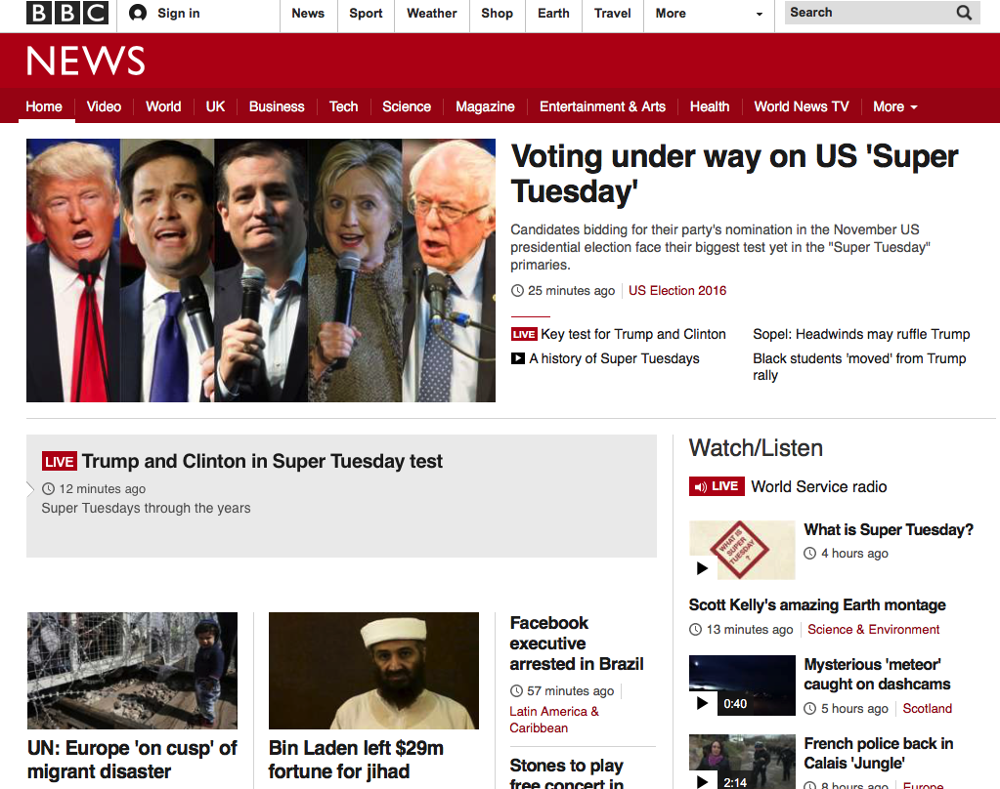 BBC
Sign in
News
Sport
Weather
Shop
Earth
Travel
More
Search
NEWS
Home
Video
World
UK
Business
Tech
Science
Magazine
Entertainment & Arts
Health
World News TV
More
Voting under way on US 'Super
Tuesday'
Candidates bidding for their party's nomination in the November US
presidential election face their biggest test yet in the "Super Tuesday"
primaries.
25 minutes ago
US Election 2016
LIVE Key test for Trump and Clinton
A history of Super Tuesdays
Sopel: Headwinds may ruffle Trump
Black students 'moved' from Trump
rally
LIVE Trump and Clinton in Super Tuesday test
12 minutes ago
Super Tuesdays through the years
UN: Europe 'on cusp' of
migrant disaster
Bin Laden left $29m
fortune for jihad
Facebook
executive
arrested in Brazil
57 minutes ago
Latin America &
Caribbean
Stones to play
free concert in
Watch/Listen
LIVE World Service radio
WHAT IS
SUPER
TUESDAY
?
What is Super Tuesday?
4 hours ago
Scott Kelly's amazing Earth montage
13 minutes ago
Science & Environment
0:40
Mysterious 'meteor'
caught on dashcams
5 hours ago
Scotland
2:14
French police back in
Calais 'Jungle'
8 hours ago
Europe